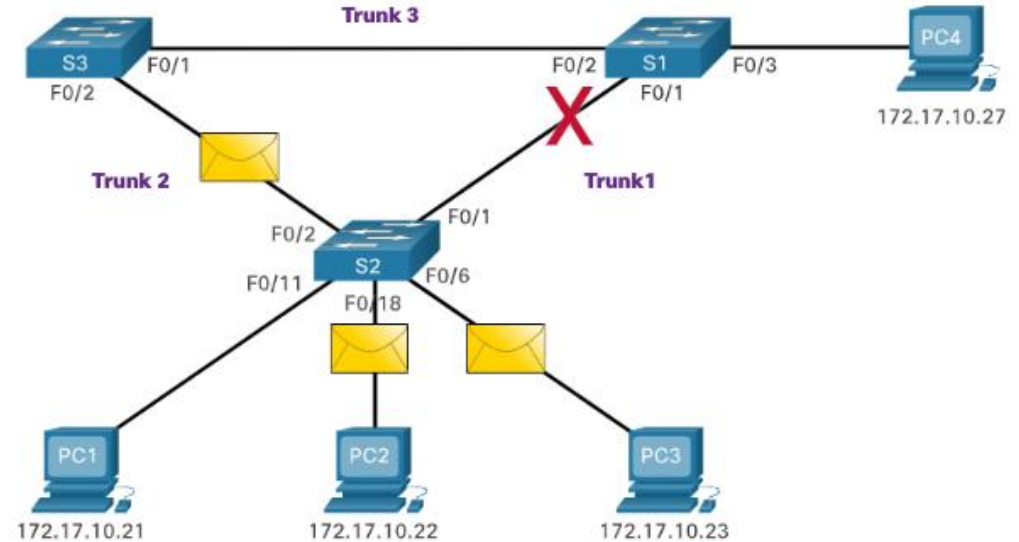 Trunk 3
S3
F0/1
F0/2
F0/2
S1
F0/1
F0/3
PC4
172.17.10.27
Trunk 2
Trunk1
F0/2
F0/1
S2
F0/11
F0/18
F0/6
PC1
172.17.10.21
PC2
172.17.10.22
PC3
172.17.10.23